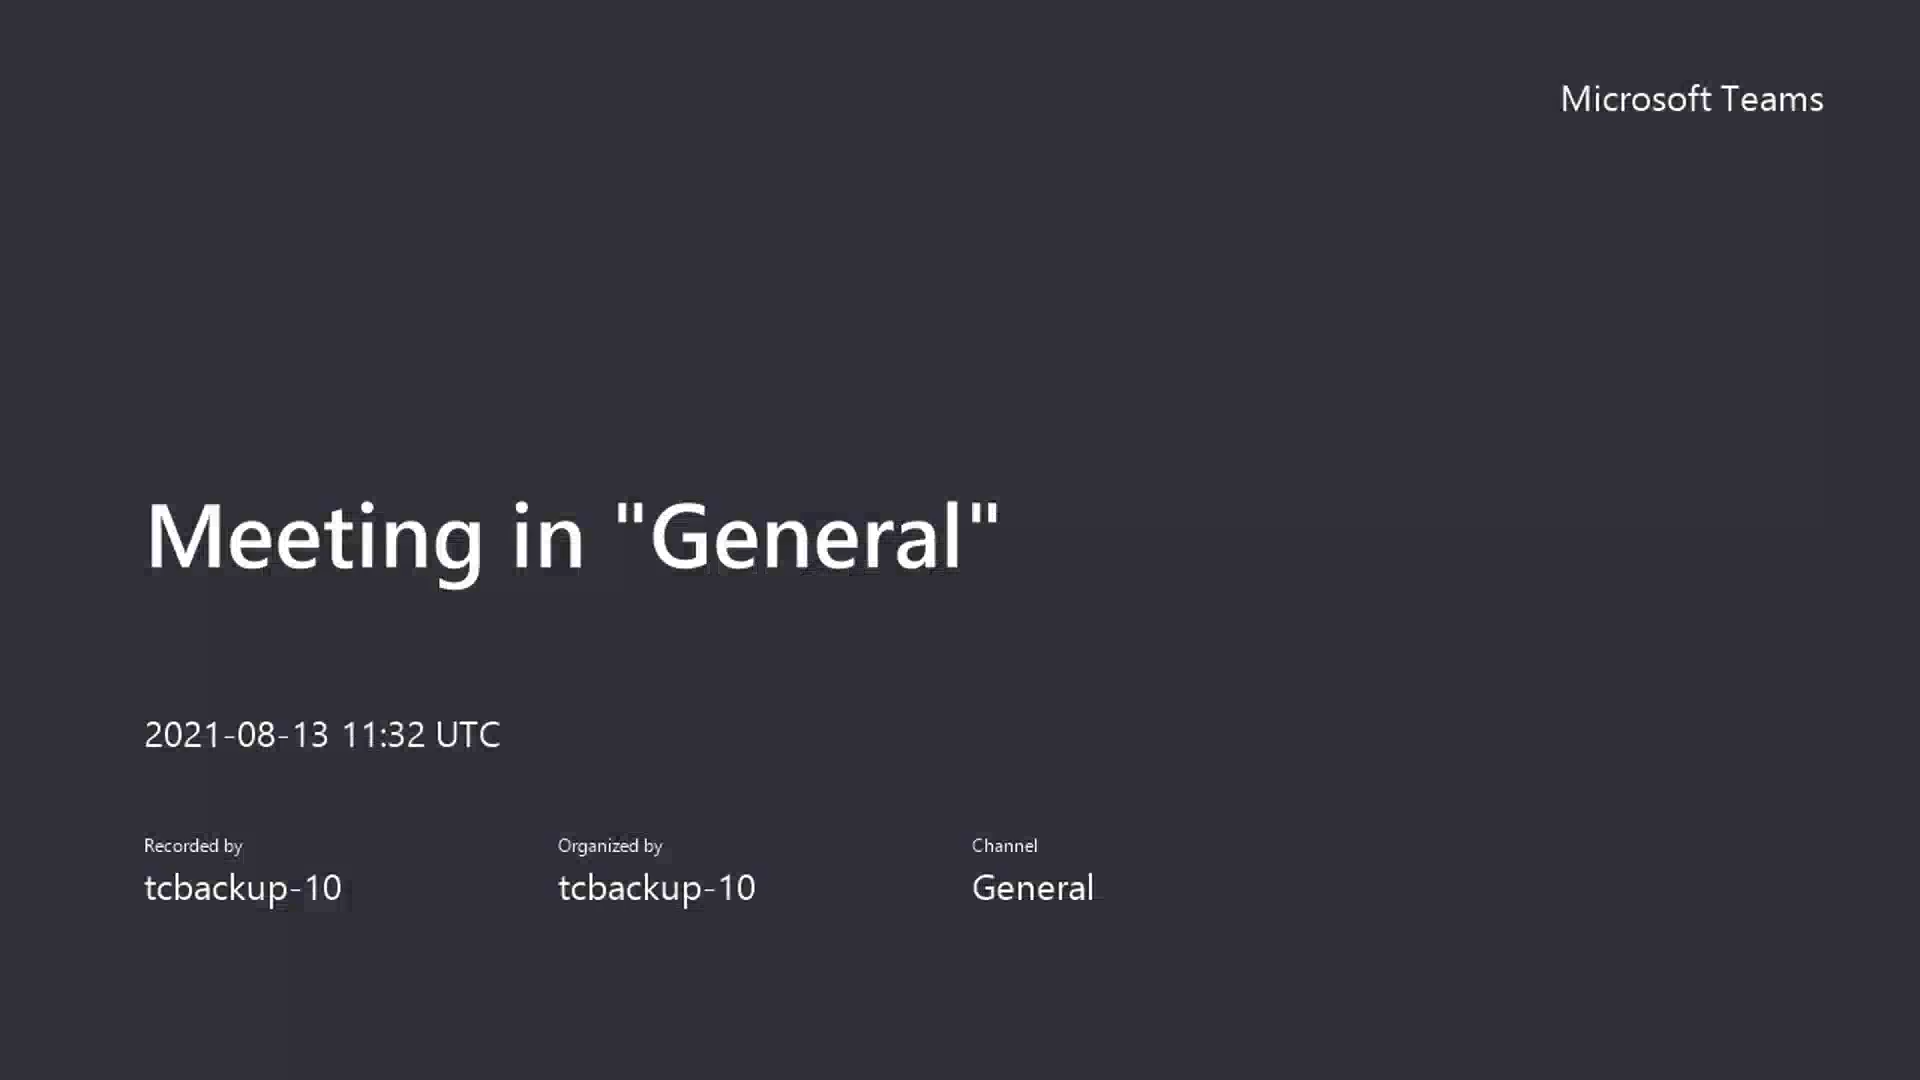 Microsoft Teams
Meeting in "General"
2021-08-13 11:32 UTC
Recorded by
tcbackup-10
Organized by
tcbackup-10
Channel
General